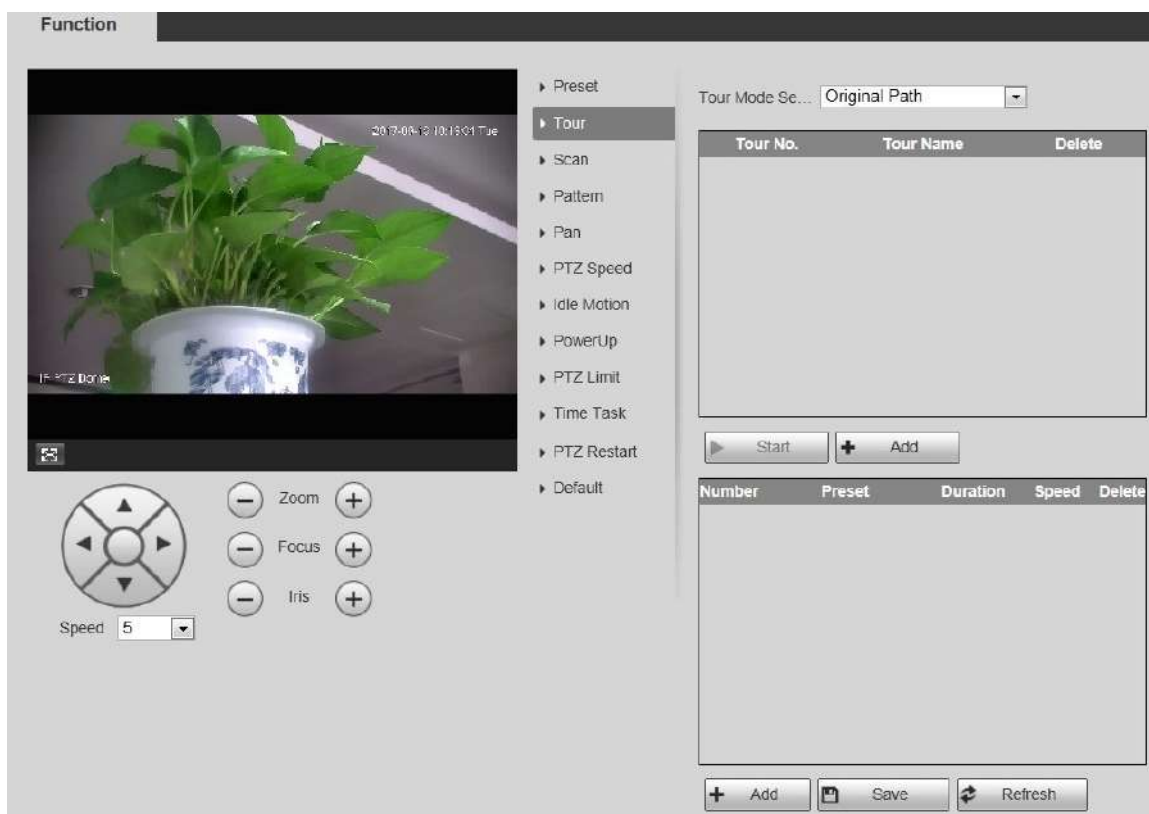 Function
Tue
Zoom
Focus
Iris
Speed 5
Preset
Tour
Scan
Pattern
Pan
PTZ Speed
Idle Motion
PowerUp
PTZ Limit
Time Task
PTZ Restart
Default
Tour Mode Se... Original Path
Tour No. Tour Name Delete
Start Add
Number Preset Duration Speed Delete
Add Save Refresh